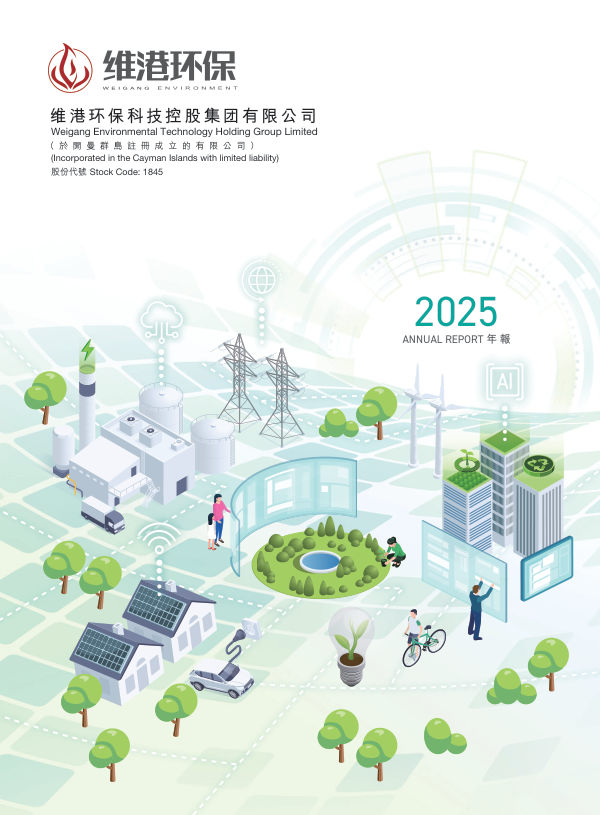 维港环保
WEIGANG ENVIRONMENT
维港环保科技控股集团有限公司
Weigang Environmental Technology Holding Group Limited
(於開曼群島註冊成立的有限公司)
(Incorporated in the Cayman Islands with limited liability)
股份代號 Stock Code: 1845
2025
ANNUAL REPORT 年報
AI